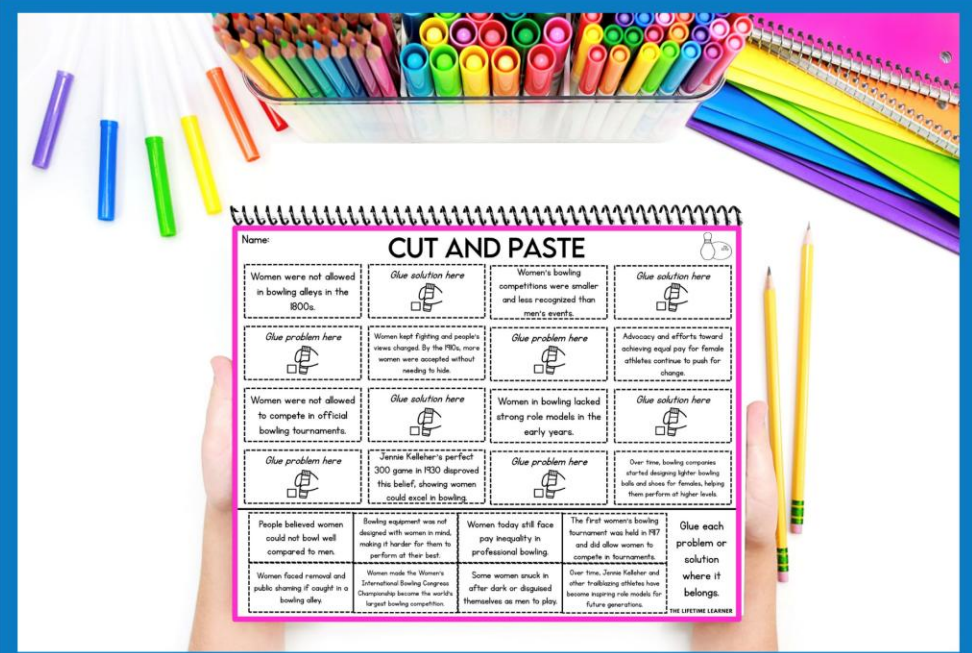 Name:
CUT AND PASTE
Women were not allowed
in bowling alleys in the
1800s.
Glue solution here
Women's bowling
competitions were smaller
and less recognized than
men's events.
Glue solution here
Glue problem here
Women kept fighting and people's
views changed. By the 1910s, more
women were accepted without
needing to hide.
Glue problem here
Advocacy and efforts toward
achieving equal pay for female
athletes continue to push for
change.
Women were not allowed
to compete in official
bowling tournaments.
Glue solution here
Women in bowling lacked
strong role models in the
early years.
Glue solution here
Glue problem here
Jennie Kelleher's perfect
300 game in 1930 disproved
this belief, showing women
could excel in bowling.
Glue problem here
Over time, bowling companies
started designing lighter bowling
balls and shoes for females, helping
them perform at higher levels.
People believed women
could not bowl well
compared to men.
Bowling equipment was not
designed with women in mind,
making it harder for them to
perform at their best.
Women today still face
pay inequality in
professional bowling.
The first women's bowling
tournament was held in 1917
and did allow women to
compete in tournaments.
Glue each
problem or
solution
where it
belongs.
Women faced removal and
public shaming if caught in a
bowling alley.
Women made the Women's
International Bowling Congress
Championship become the world's
largest bowling competition.
Some women snuck in
after dark or disguised
themselves as men to play.
Over time, Jennie Kelleher and
other trailblazing athletes have
become inspiring role models for
future generations.
THE LIFETIME LEARNER